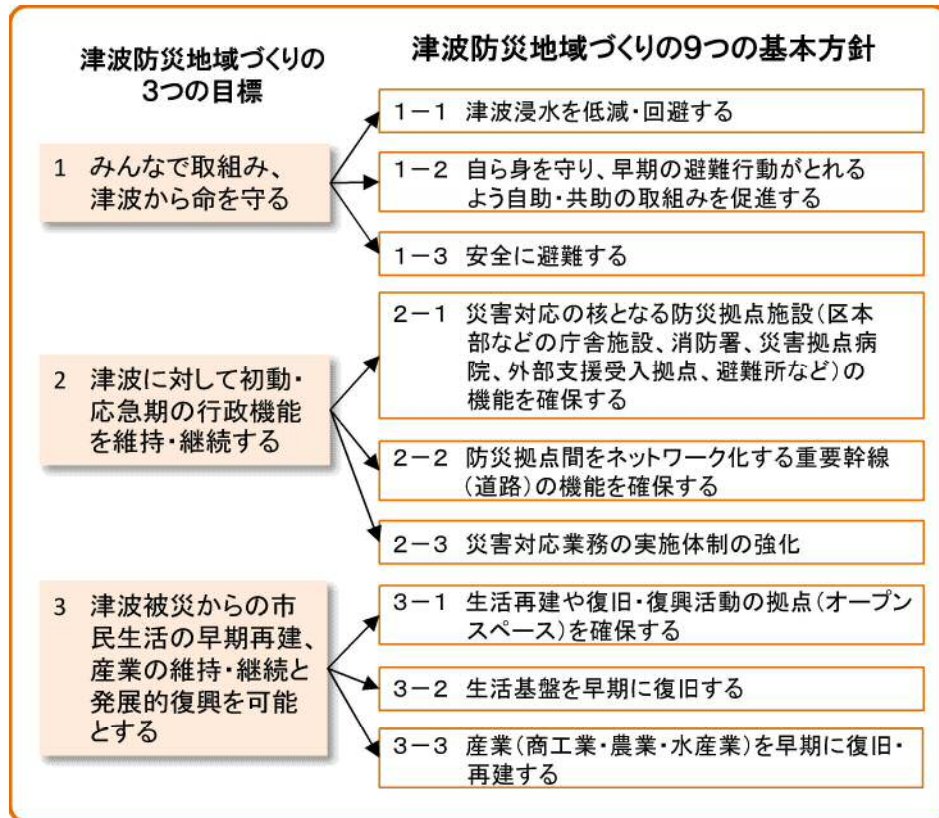 津波防災地域づくりの
3つの目標
津波防災地域づくりの9つの基本方針
1 みんなで取組み、
津波から命を守る
1-1 津波浸水を低減・回避する
1-2 自ら身を守り、早期の避難行動がとれる
よう自助・共助の取組みを促進する
1-3 安全に避難する
2 津波に対して初動・
応急期の行政機能
を維持・継続する
2-1 災害対応の核となる防災拠点施設(区本
部などの庁舎施設、消防署、災害拠点病
院、外部支援受入拠点、避難所など)の
機能を確保する
2-2 防災拠点間をネットワーク化する重要幹線
(道路)の機能を確保する
2-3 災害対応業務の実施体制の強化
3 津波被災からの市
民生活の早期再建、
産業の維持・継続と
発展的復興を可能
とする
3-1 生活再建や復旧・復興活動の拠点(オープン
スペース)を確保する
3-2 生活基盤を早期に復旧する
3-3 産業(商工業・農業・水産業)を早期に復旧・
再建する